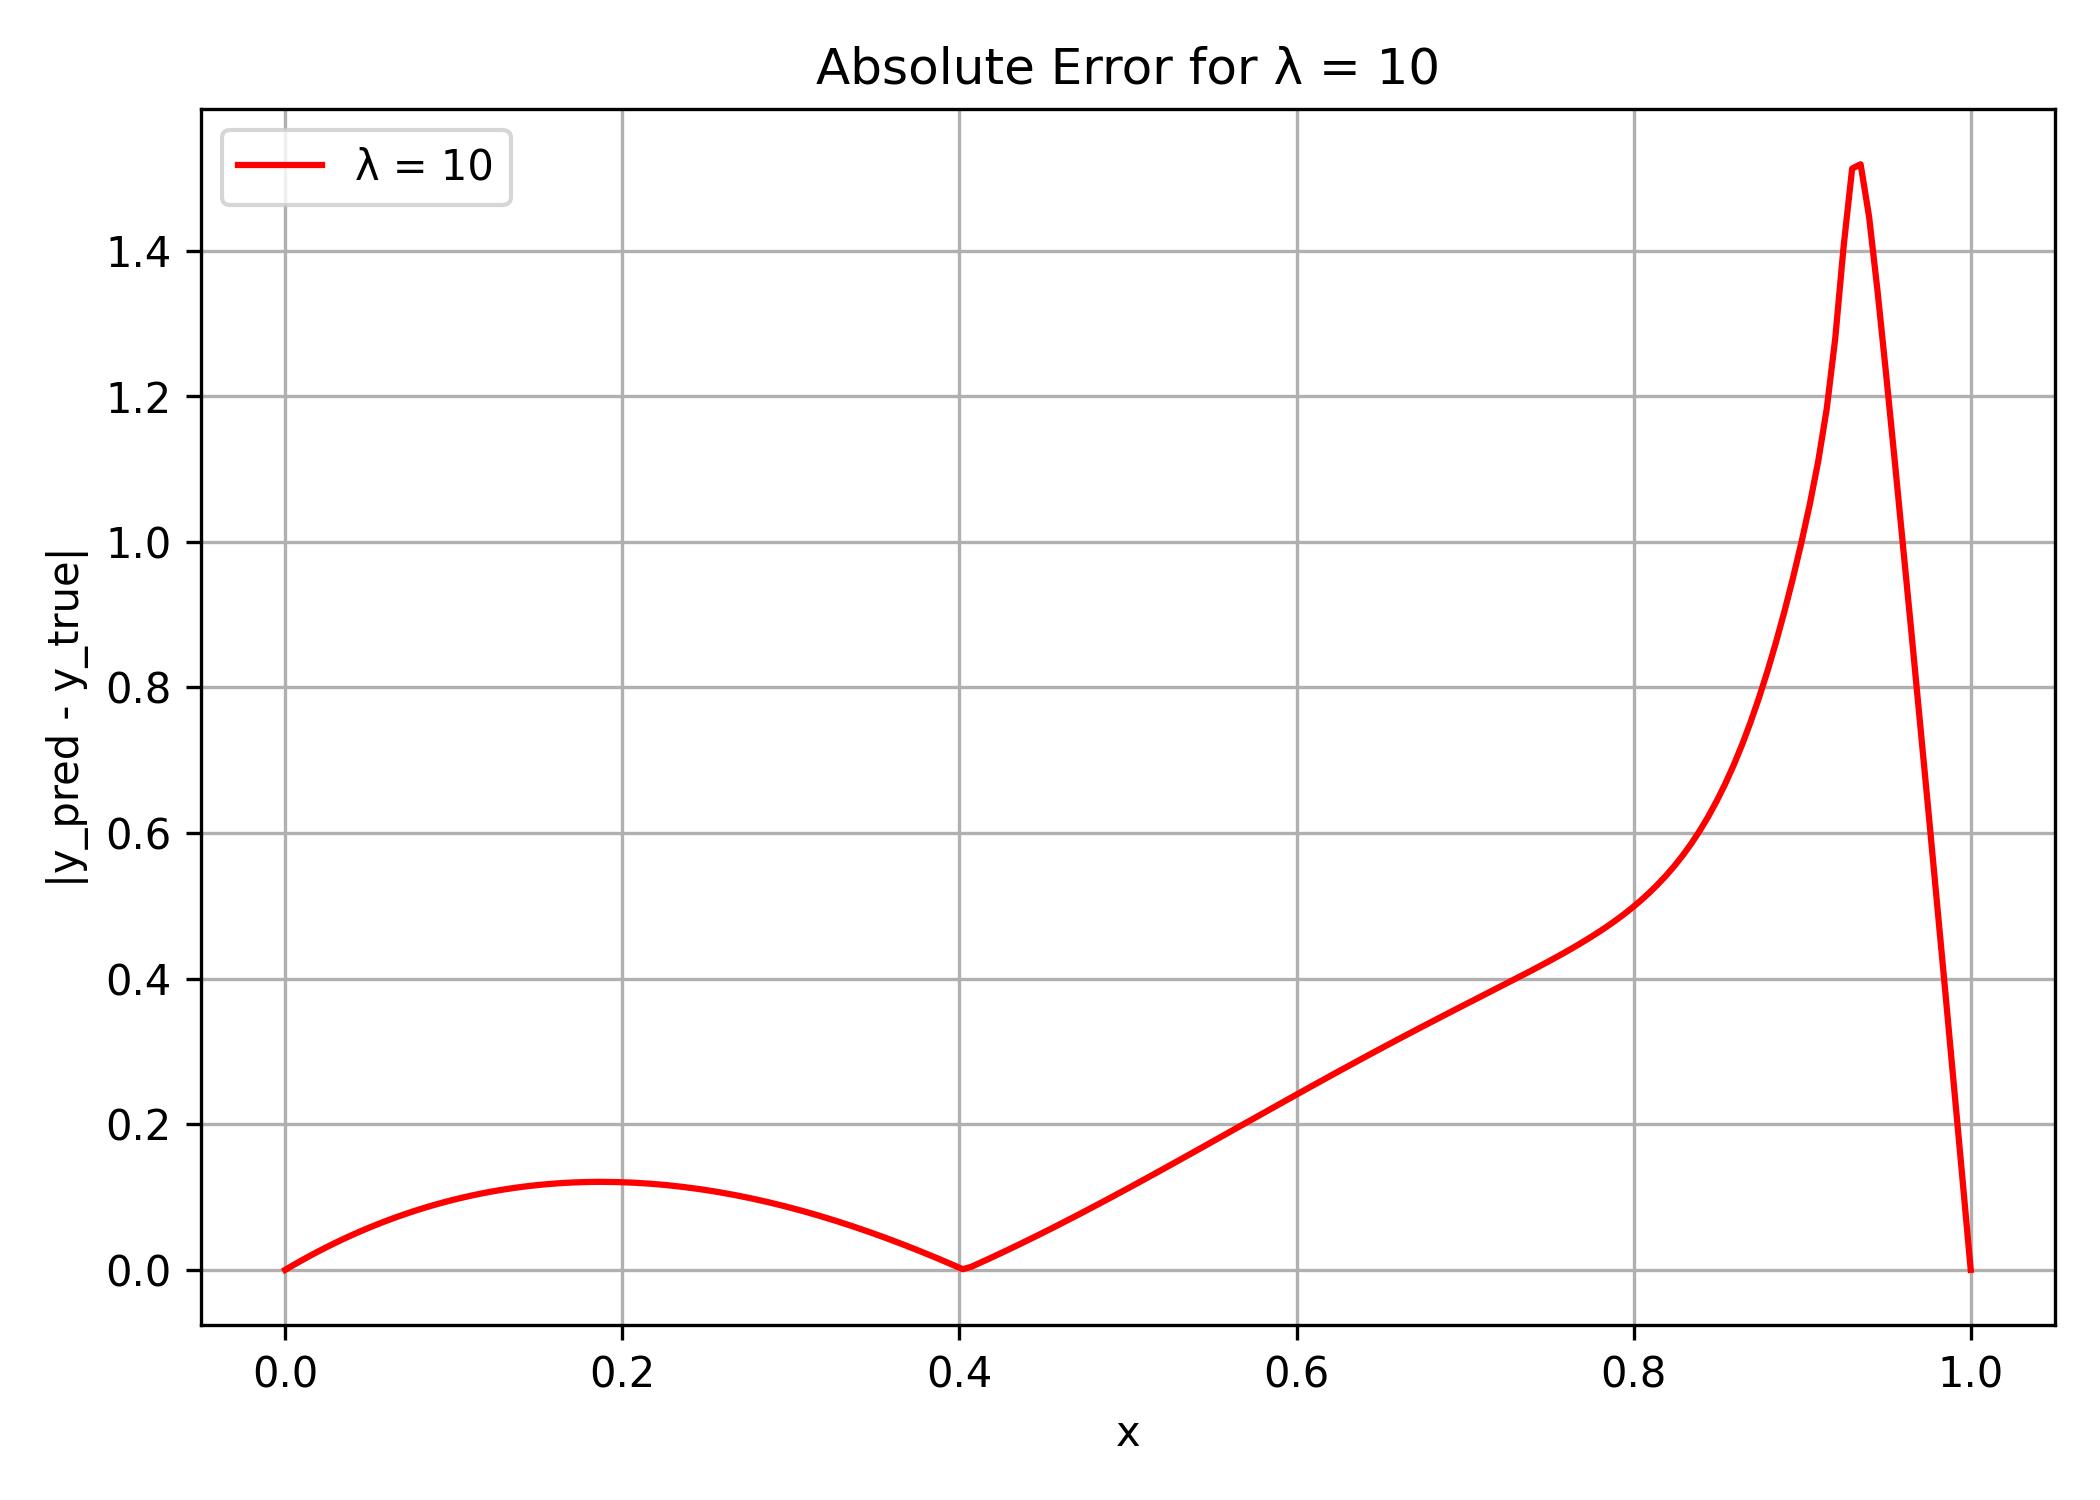 Absolute Error for λ = 10
λ = 10
|y_pred - y_true|
1.4
1.2
1.0
0.8
0.6
0.4
0.2
0.0
0.0 0.2 0.4 0.6 0.8 1.0
x